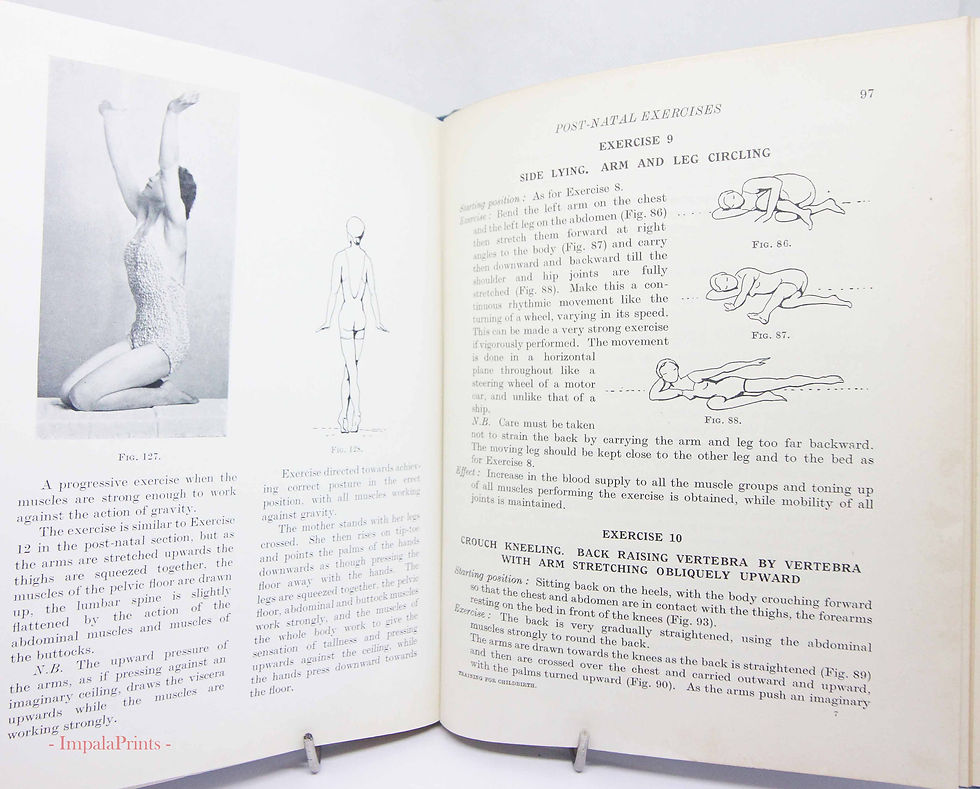 FIG. 127.
A progressive exercise when the
muscles are strong enough to work
against the action of gravity.
The exercise is similar to Exercise
12 in the post-natal section, but as
the arms are stretched upwards the
thighs are squeezed together, the
muscles of the pelvic floor are drawn
up, the lumbar spine is slightly
flattened by the action of the
abdominal muscles and muscles of
the buttocks.
N.B. The upward pressure of
the arms, as if pressing against an
imaginary ceiling, draws the viscera
upwards while the muscles are
working strongly.
FIG. 128.
Exercise directed towards achiev-
ing correct posture in the erect
position, with all muscles working
against gravity.
The mother stands with her legs
crossed. She then rises on tip-toe
and points the palms of the hands
downwards as though pressing the
floor away with the hands. The
legs are squeezed together, the pelvic
floor, abdominal and buttock muscles
work strongly, and the muscles of
the whole body work to give the
sensation of tallness and pressing
upwards against the ceiling, while
the hands press downward towards
the floor.
- ImpalaPrints -
97
POST-NATAL EXERCISES
EXERCISE 9
SIDE LYING. ARM AND LEG CIRCLING
Starting position: As for Exercise 8.
Exercise: Bend the left arm on the chest
and the left leg on the abdomen (Fig. 86)
then stretch them forward at right
angles to the body (Fig. 87) and carry
then downward and backward till the
shoulder and hip joints are fully
stretched (Fig. 88). Make this a con-
tinuous rhythmic movement like the
turning of a wheel, varying in its speed.
This can be made a very strong exercise
if vigorously performed. The movement
is done in a horizontal
plane throughout like a
steering wheel of a motor
car, and unlike that of a
ship.
N.B. Care must be taken
not to strain the back by carrying the arm and leg too far backward.
The moving leg should be kept close to the other leg and to the bed as
for Exercise 8.
Effect: Increase in the blood supply to all the muscle groups and toning up
of all muscles performing the exercise is obtained, while mobility of all
joints is maintained.
FIG. 86.
FIG. 87.
FIG. 88.
EXERCISE 10
CROUCH KNEELING. BACK RAISING VERTEBRA BY VERTEBRA
WITH ARM STRETCHING OBLIQUELY UPWARD
Starting position: Sitting back on the heels, with the body crouching forward
so that the chest and abdomen are in contact with the thighs, the forearms
resting on the bed in front of the knees (Fig. 93).
Exercise: The back is very gradually straightened, using the abdominal
muscles strongly to round the back.
The arms are drawn towards the knees as the back is straightened (Fig. 89)
and then are crossed over the chest and carried outward and upward,
with the palms turned upward (Fig. 90). As the arms push an imaginary
TRAINING FOR CHILDBIRTH.
7